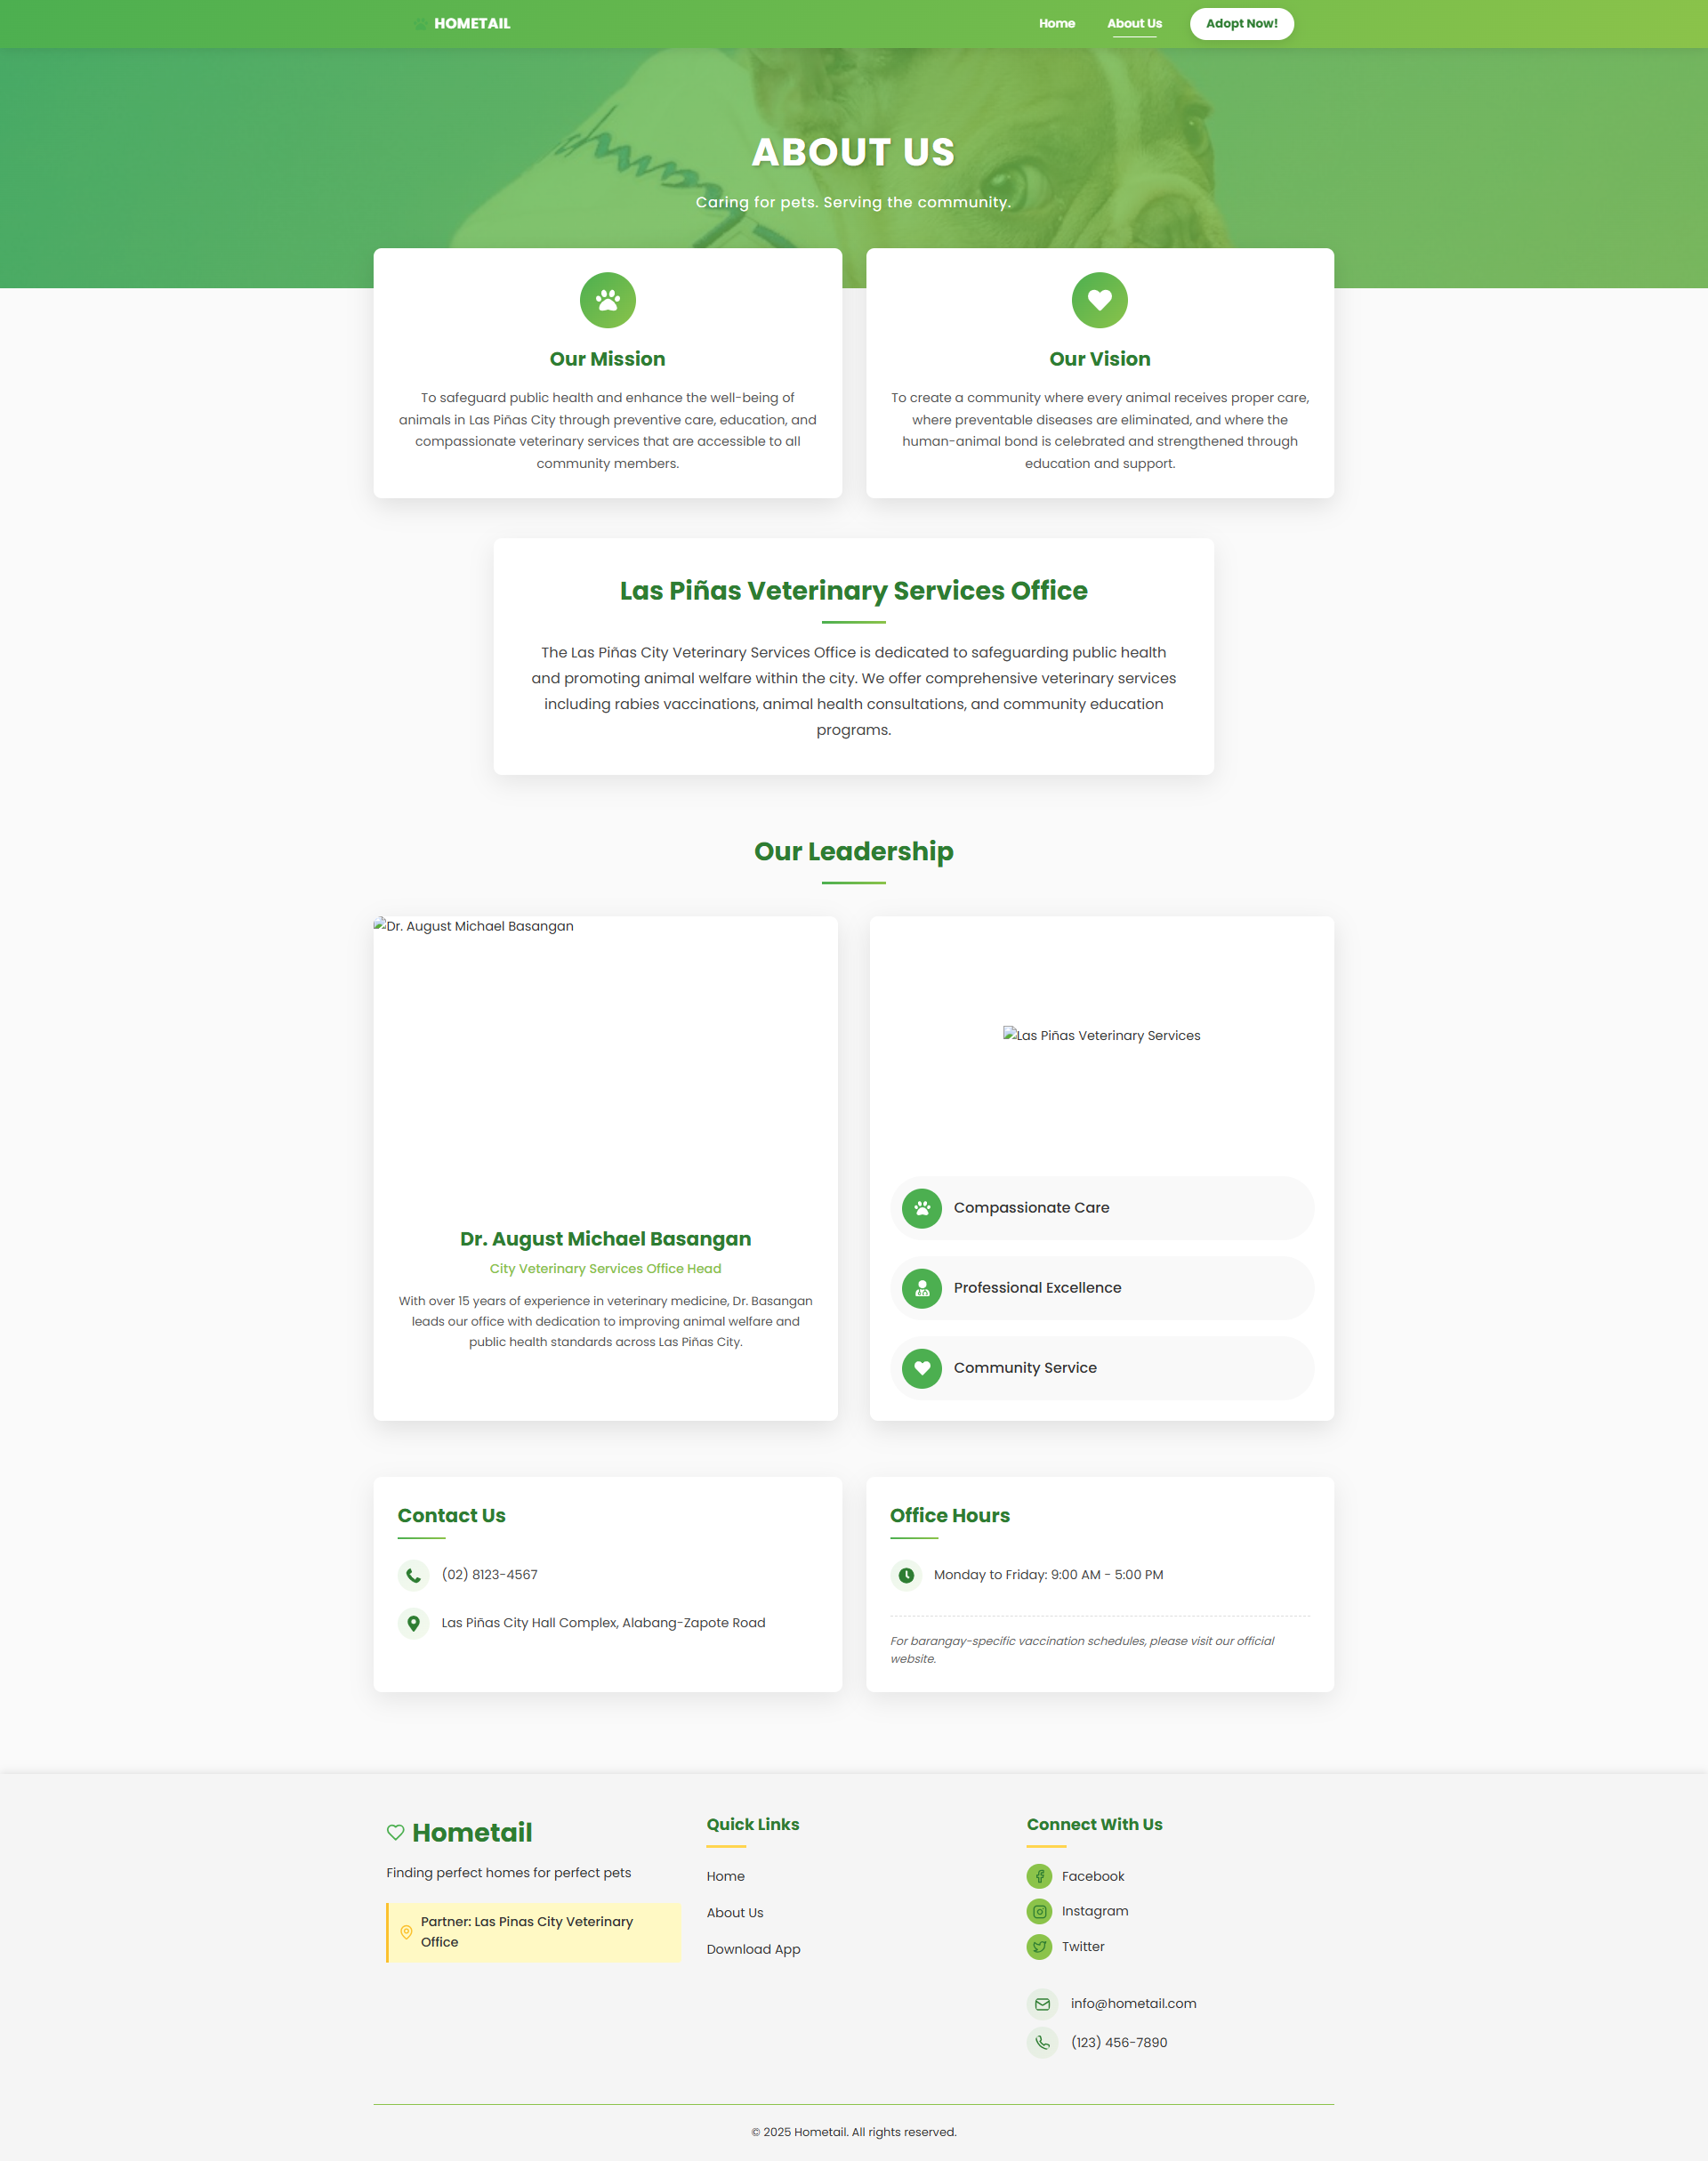 HOMETAIL
Home
About Us
Adopt Now!
ABOUT US
Caring for pets. Serving the community.
Our Mission
To safeguard public health and enhance the well-being of
animals in Las Piñas City through preventive care, education, and
compassionate veterinary services that are accessible to all
community members.
Our Vision
To create a community where every animal receives proper care,
where preventable diseases are eliminated, and where the
human-animal bond is celebrated and strengthened through
education and support.
Las Piñas Veterinary Services Office
The Las Piñas City Veterinary Services Office is dedicated to safeguarding public health
and promoting animal welfare within the city. We offer comprehensive veterinary services
including rabies vaccinations, animal health consultations, and community education
programs.
Our Leadership
Dr. August Michael Basangan
Dr. August Michael Basangan
City Veterinary Services Office Head
With over 15 years of experience in veterinary medicine, Dr. Basangan
leads our office with dedication to improving animal welfare and
public health standards across Las Piñas City.
Las Piñas Veterinary Services
Compassionate Care
Professional Excellence
Community Service
Contact Us
(02) 8123-4567
Las Piñas City Hall Complex, Alabang-Zapote Road
Office Hours
Monday to Friday: 9:00 AM - 5:00 PM
For barangay-specific vaccination schedules, please visit our official
website.
Hometail
Finding perfect homes for perfect pets
Partner: Las Pinas City Veterinary
Office
Quick Links
Home
About Us
Download App
Connect With Us
Facebook
Instagram
Twitter
info@hometail.com
(123) 456-7890
© 2025 Hometail. All rights reserved.